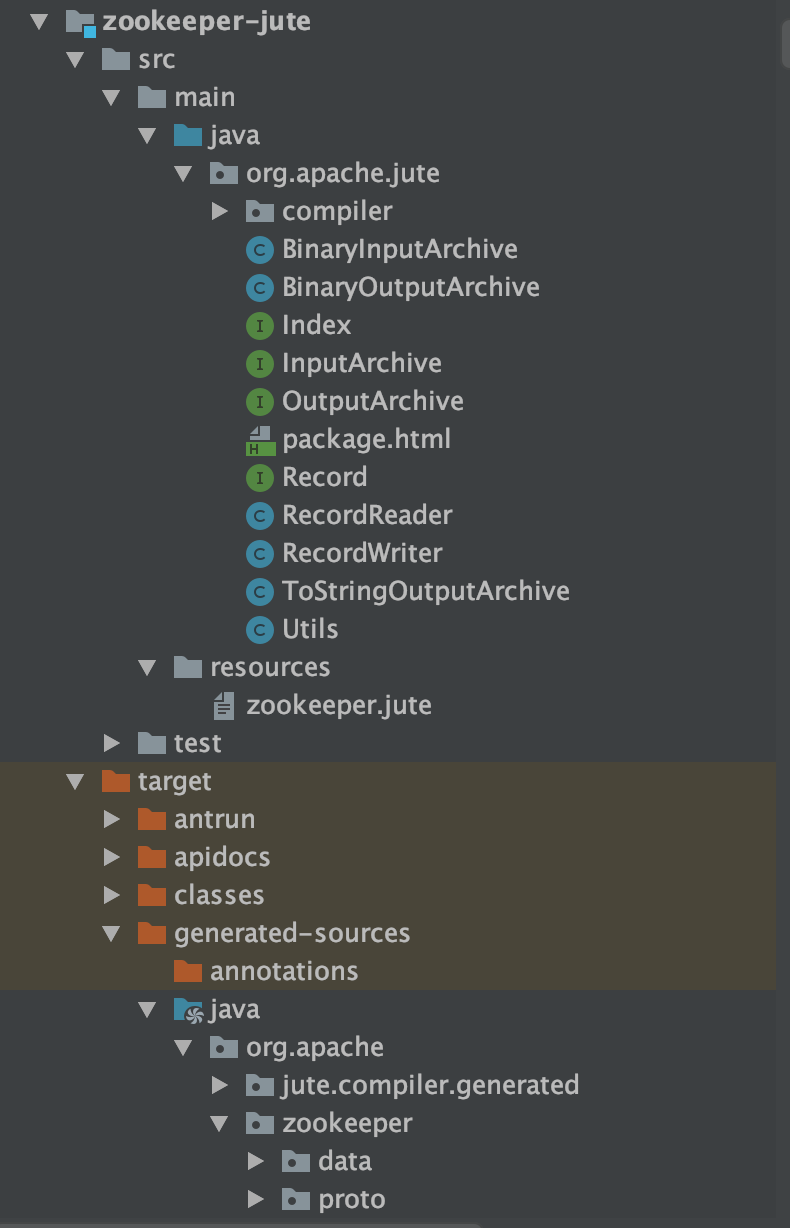 zookeeper-jute
src
main
java
org.apache.jute
compiler
C BinaryInputArchive
C BinaryOutputArchive
I Index
I InputArchive
I OutputArchive
H package.html
I Record
C RecordReader
C RecordWriter
C ToStringOutputArchive
C Utils
resources
zookeeper.jute
test
target
antrun
apidocs
classes
generated-sources
annotations
java
org.apache
jute.compiler.generated
zookeeper
data
proto